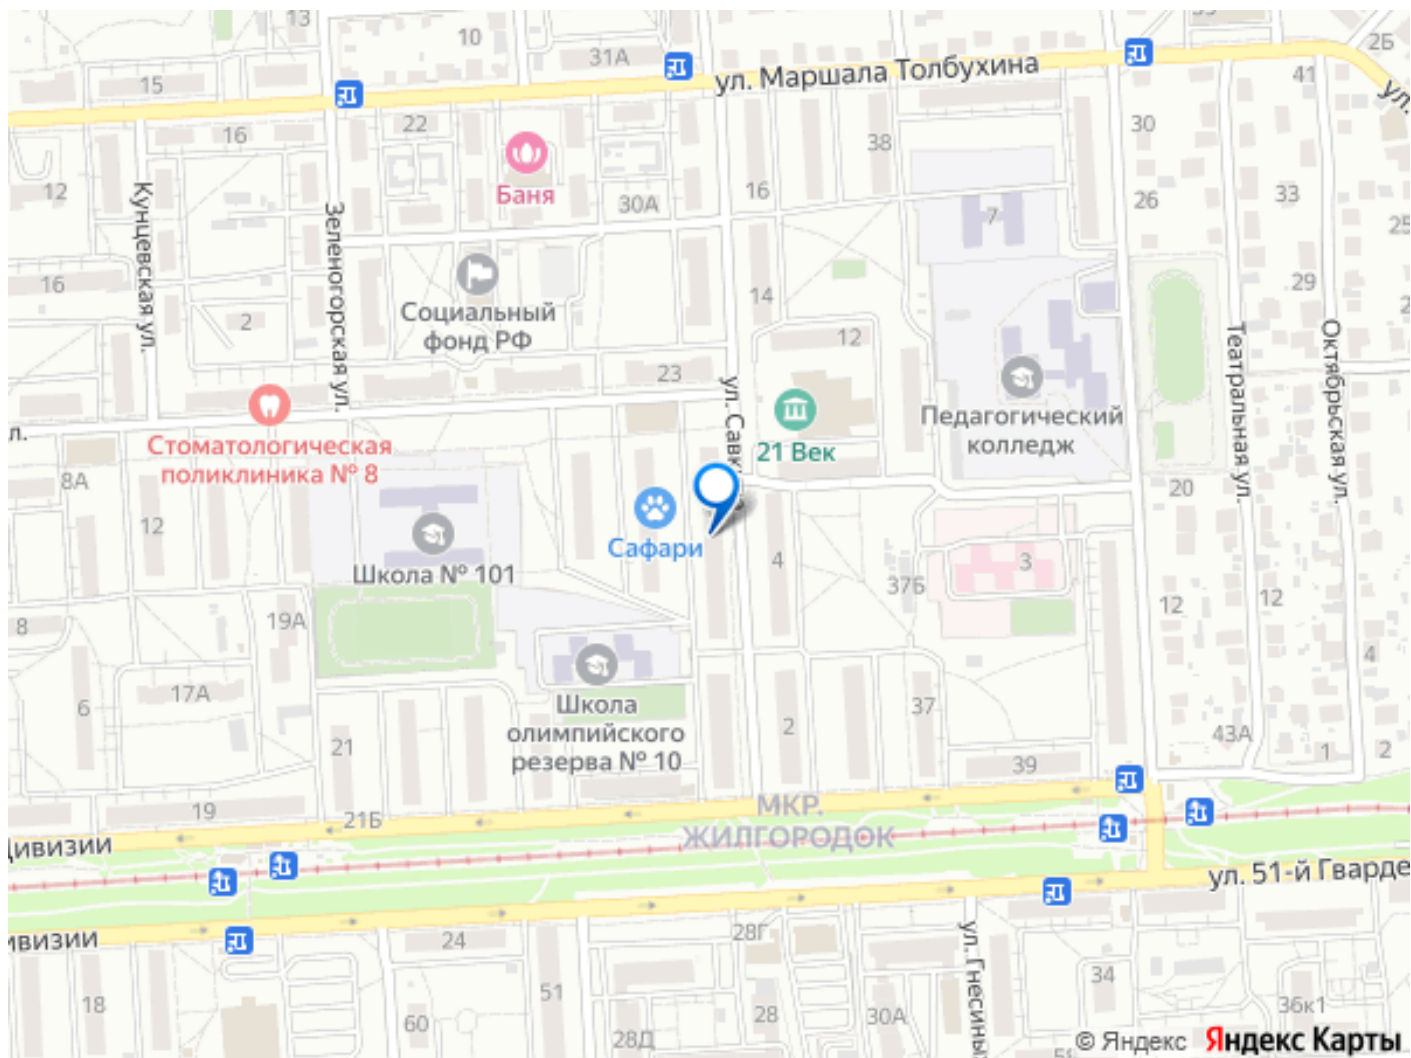 13
10
31А
ул. Маршала Толбухина
2Б
41
ул.
15
16
22
38
30
12
Кунцевская ул.
Зеленогорская ул.
Баня
30А
16
7
26
33
25
16
2
Социальный
фонд РФ
14
12
29
2
Театральная ул.
Октябрьская ул.
23
ул. Савк
Педагогический
колледж
л.
Стоматологическая
поликлиника № 8
21 Век
8А
20
12
Сафари
Школа № 101
4
37Б
3
12
12
8
19А
4
6
17А
Школа
олимпийского
резерва № 10
21
2
37
43А
1
2
39
19
21Б
МКР.
ЖИЛГОРОДОК
дивизии
ул. 51-й Гварде
ивизии
24
28Г
ул. Гнесиных
34
18
51
60
28Д
28
30А
36к1
© Яндекс Яндекс Карты